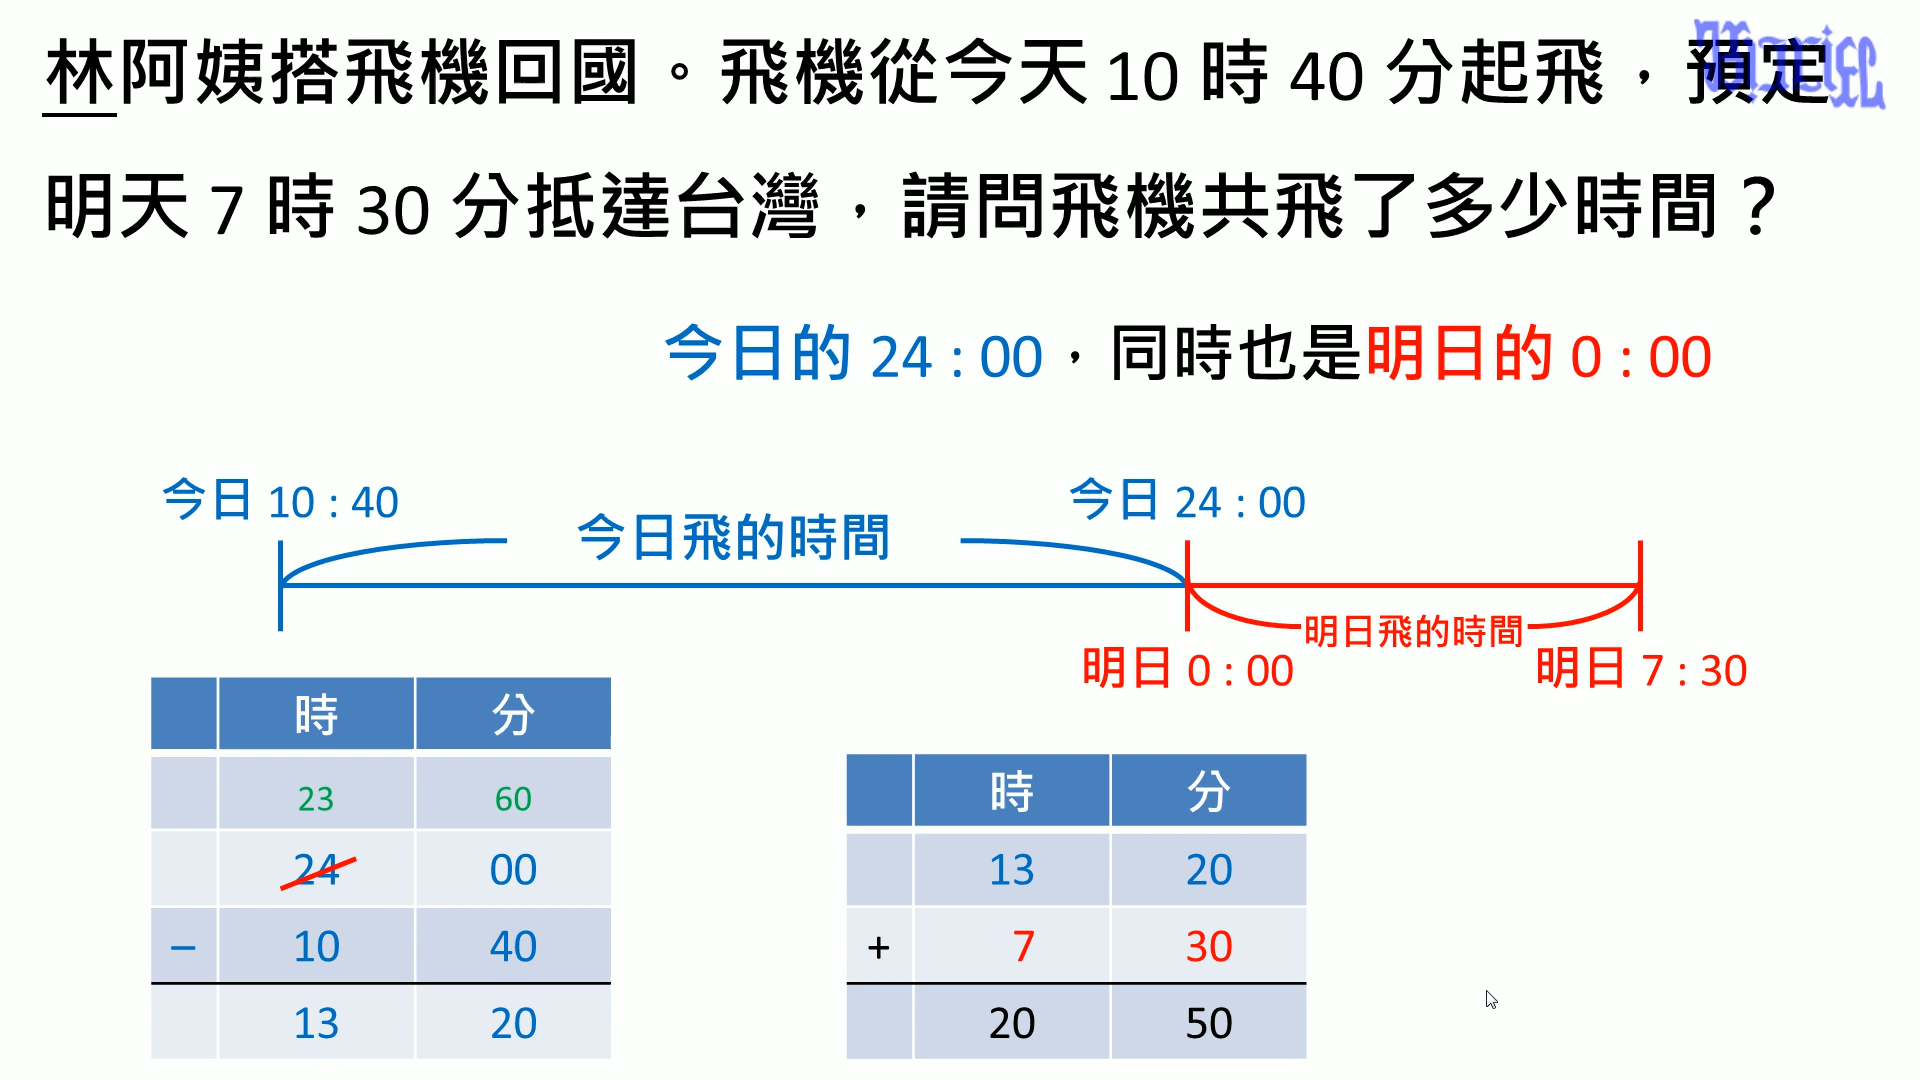 林阿姨搭飛機回國。飛機從今天 10 時 40 分起飛，預定
明天 7 時 30 分抵達台灣，請問飛機共飛了多少時間？
今日的 24 : 00，同時也是明日的 0 : 00
今日 10 : 40
今日 24 : 00
今日飛的時間
明日飛的時間
明日 0 : 00
明日 7 : 30
時 分
23 60
24 00
– 10 40
13 20
時 分
13 20
+ 7 30
20 50